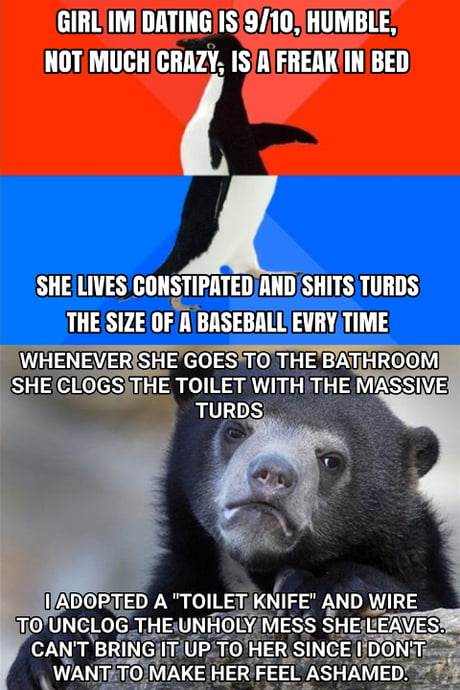 GIRL IM DATING IS 9/10, HUMBLE,
NOT MUCH CRAZY, IS A FREAK IN BED
SHE LIVES CONSTIPATED AND SHITS TURDS
THE SIZE OF A BASEBALL EVRY TIME
WHENEVER SHE GOES TO THE BATHROOM
SHE CLOGS THE TOILET WITH THE MASSIVE
TURDS
I ADOPTED A "TOILET KNIFE" AND WIRE
TO UNCLOG THE UNHOLY MESS SHE LEAVES.
CAN'T BRING IT UP TO HER SINCE I DON'T
WANT TO MAKE HER FEEL ASHAMED.